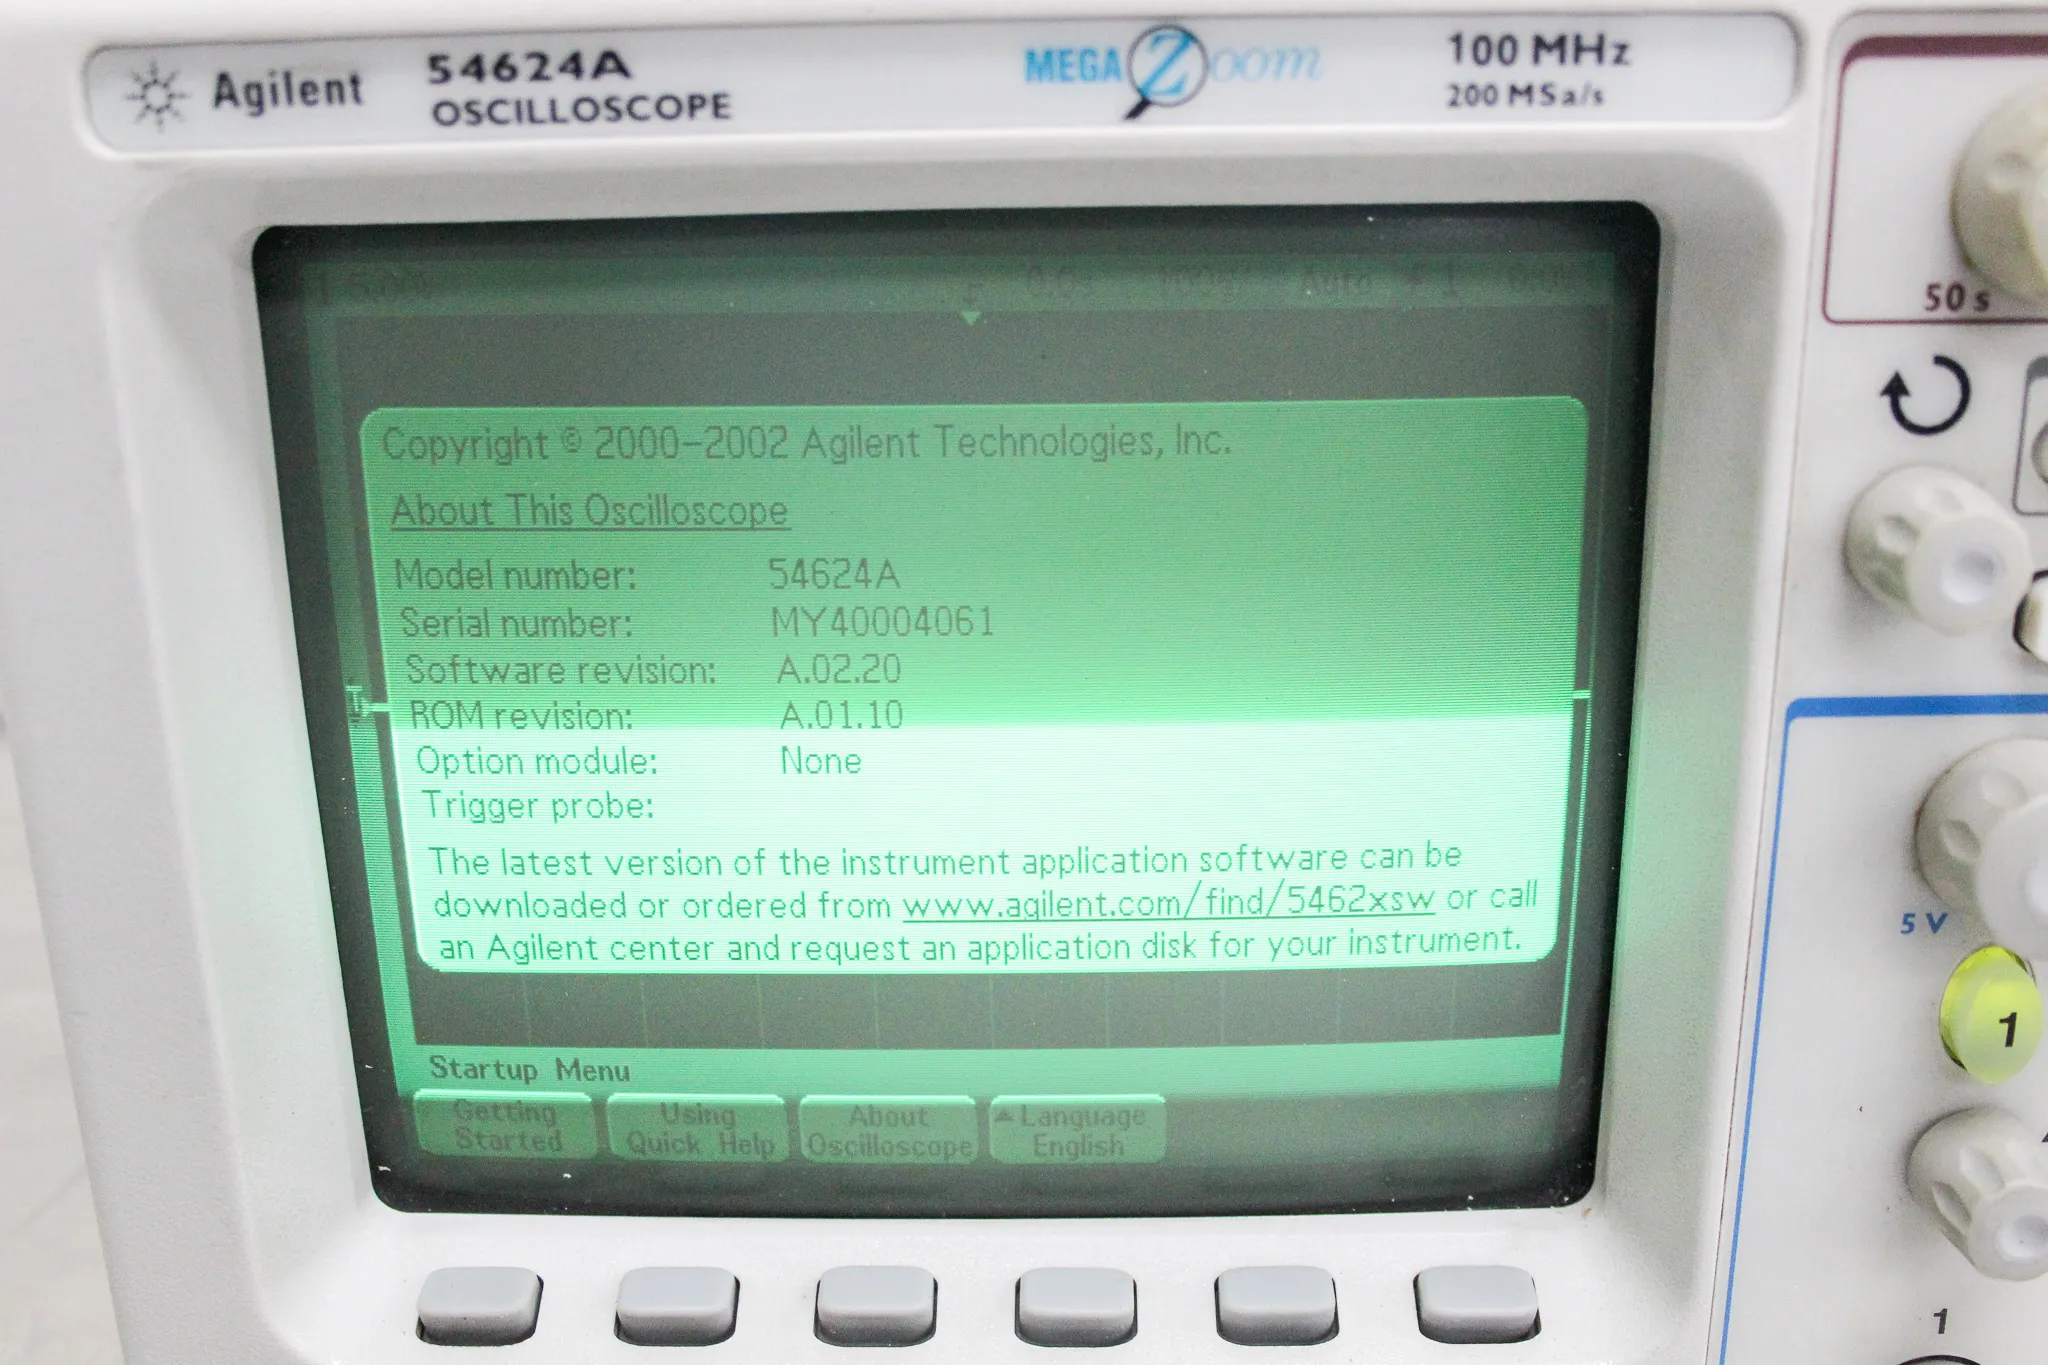 Agilent
54624A
OSCILLOSCOPE
MEGA Zoom
100 MHz
200 MSa/s
50 s
Auto
Copyright © 2000-2002 Agilent Technologies, Inc.
About This Oscilloscope
Model number: 54624A
Serial number: MY40004061
Software revision: A.02.20
ROM revision: A.01.10
Option module: None
Trigger probe:
The latest version of the instrument application software can be
downloaded or ordered from www.agilent.com/find/5462xsw or call
an Agilent center and request an application disk for your instrument.
5 V
1
Startup Menu
Getting Started
Using Quick Help
About Oscilloscope
Language English
1